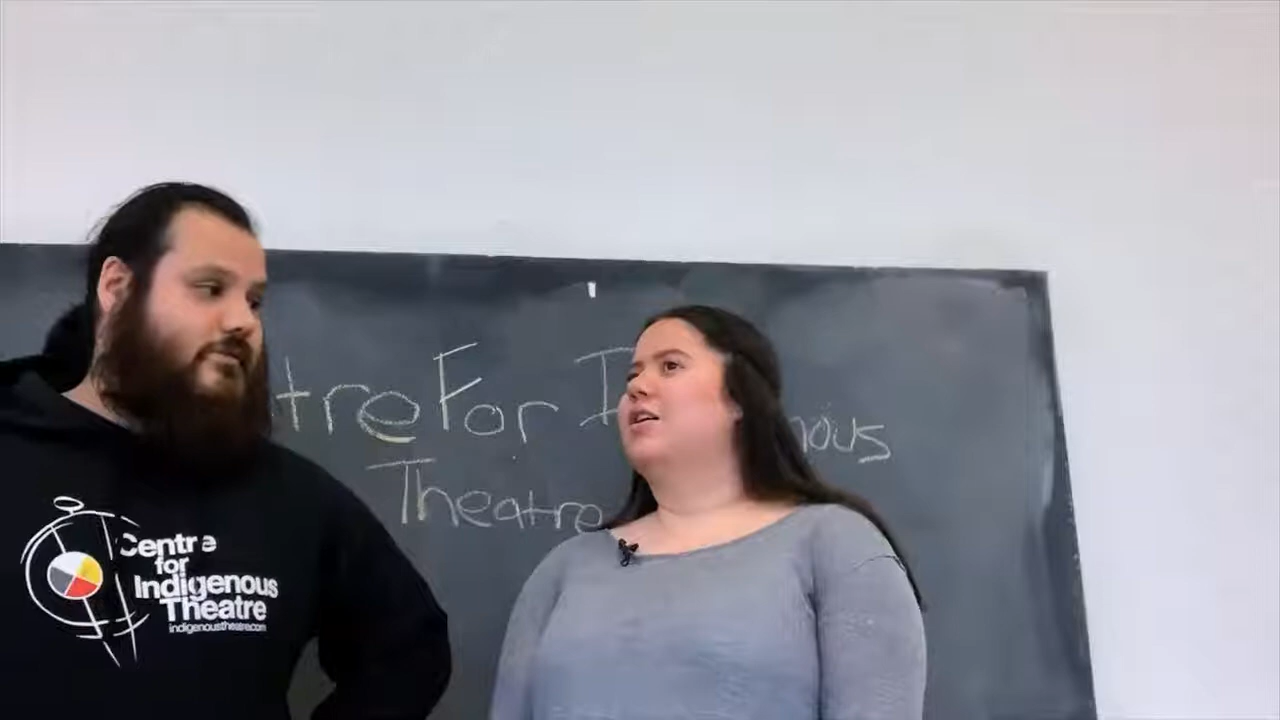 tre For I nous
Theatre
Centre
for
Indigenous
Theatre
indigenoustheatre.com